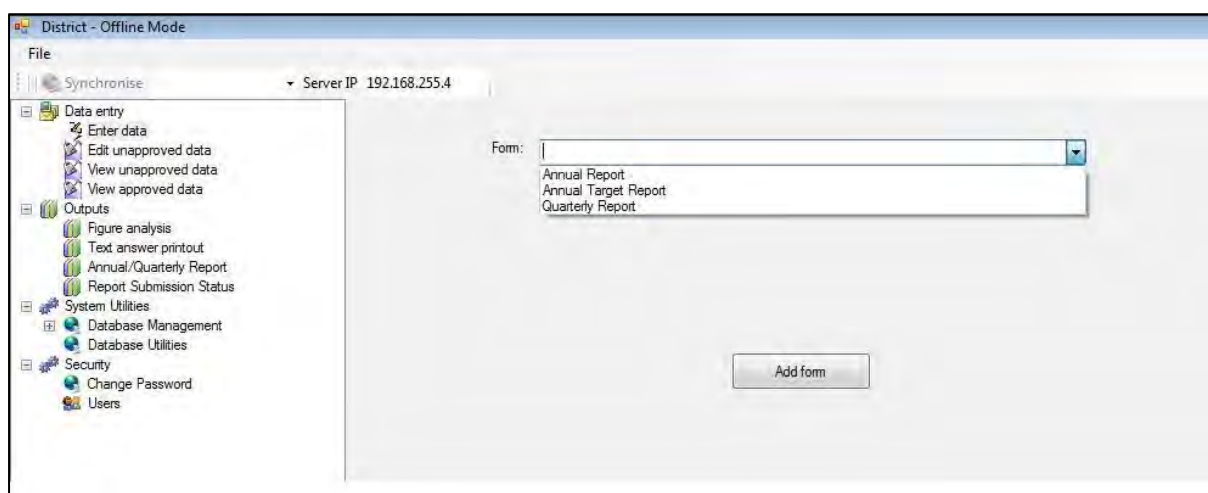 District - Offline Mode
File
Synchronise Server IP 192.168.255.4
Data entry
Enter data
Edit unapproved data
View unapproved data
View approved data
Outputs
Figure analysis
Text answer printout
Annual/Quarterly Report
Report Submission Status
System Utilities
Database Management
Database Utilities
Security
Change Password
Users
Form:
Annual Report
Annual Target Report
Quarterly Report
Add form